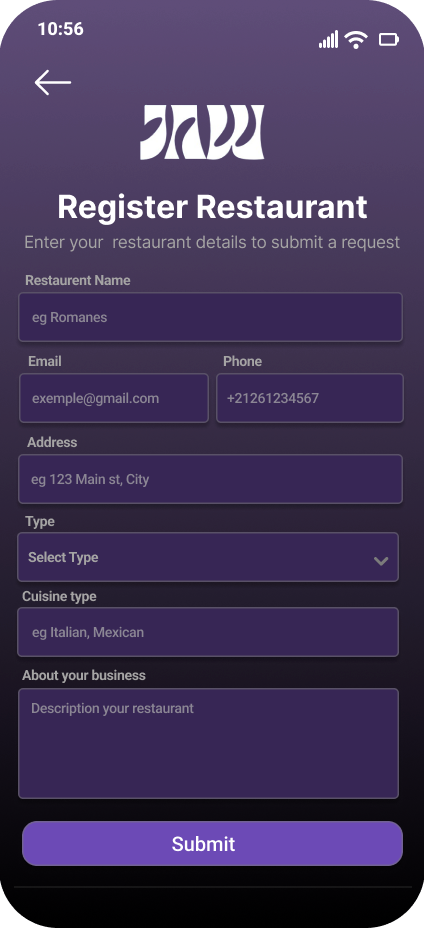 10:56
JAW
Register Restaurant
Enter your restaurant details to submit a request
Restaurent Name
eg Romanes
Email
Phone
exemple@gmail.com
+21261234567
Address
eg 123 Main st, City
Type
Select Type
Cuisine type
eg Italian, Mexican
About your business
Description your restaurant
Submit